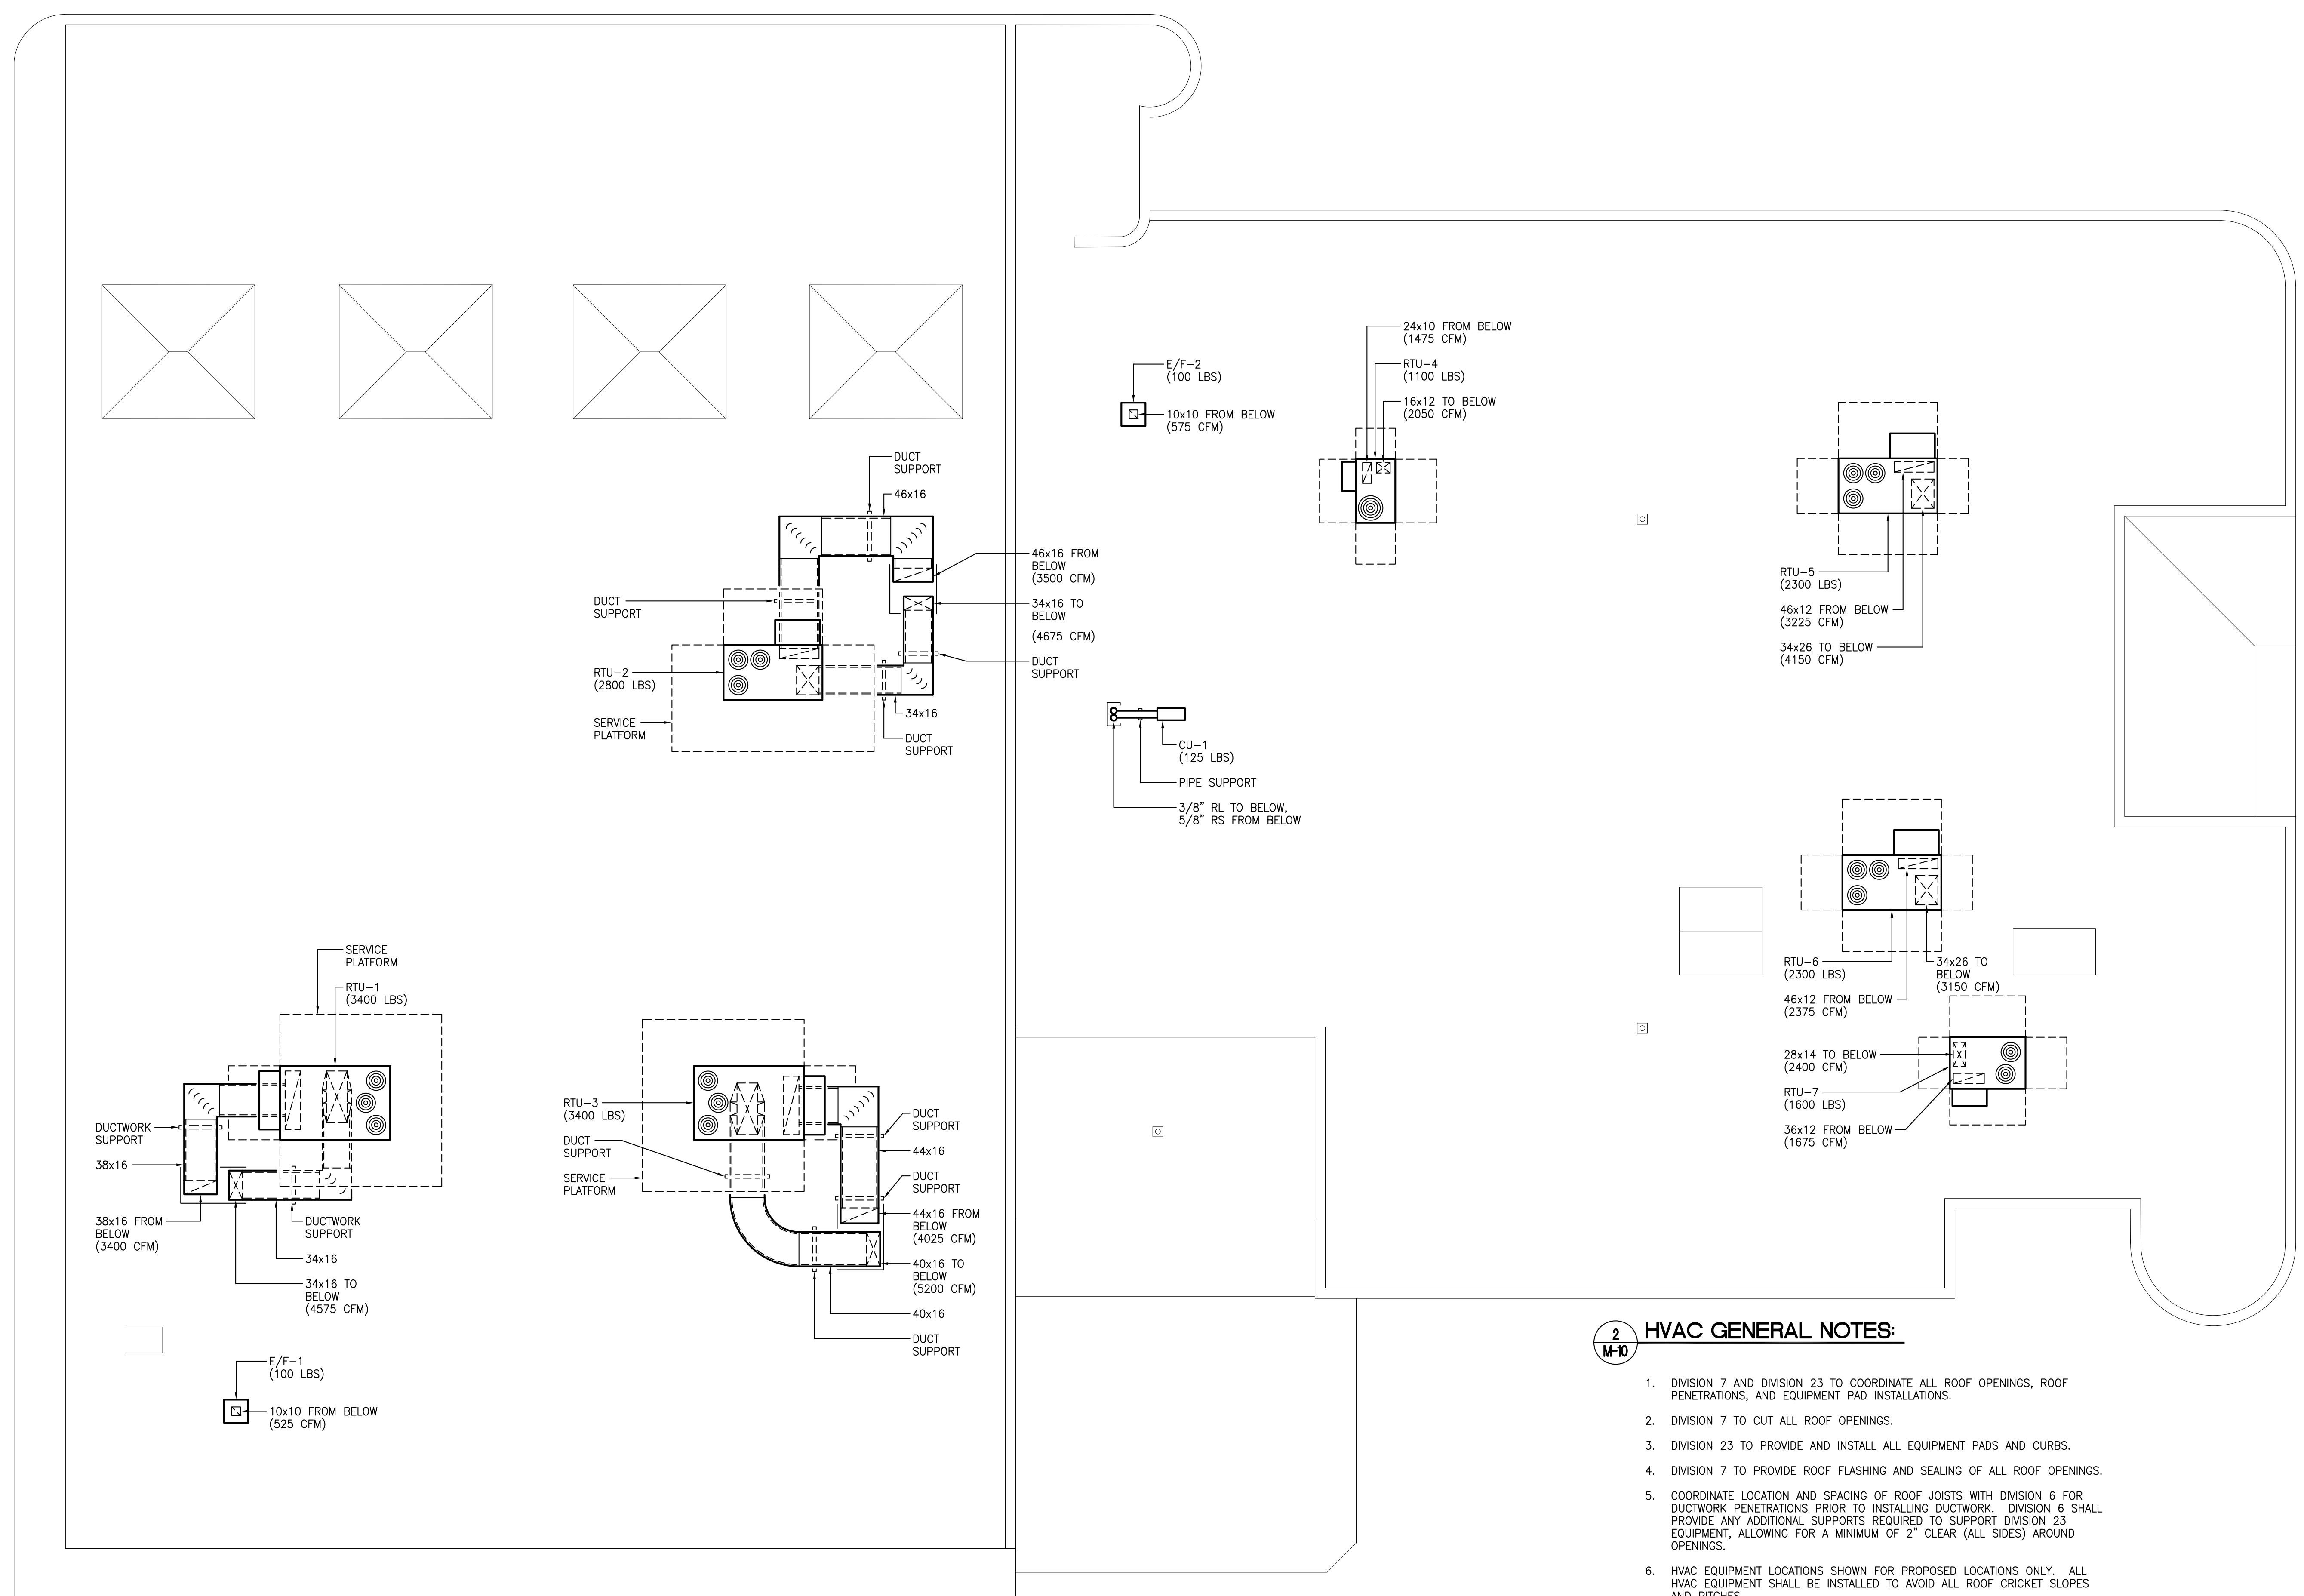 24x10 FROM BELOW
(1475 CFM)
RTU-4
(1100 LBS)
16x12 TO BELOW
(2050 CFM)
E/F-2
(100 LBS)
10x10 FROM BELOW
(575 CFM)
DUCT
SUPPORT
46x16
46x16 FROM
BELOW
(3500 CFM)
34x16 TO
BELOW
(4675 CFM)
DUCT
SUPPORT
DUCT
SUPPORT
RTU-2
(2800 LBS)
SERVICE
PLATFORM
34x16
DUCT
SUPPORT
RTU-5
(2300 LBS)
46x12 FROM BELOW
(3225 CFM)
34x26 TO BELOW
(4150 CFM)
CU-1
(125 LBS)
PIPE SUPPORT
3/8" RL TO BELOW,
5/8" RS FROM BELOW
SERVICE
PLATFORM
RTU-1
(3400 LBS)
DUCTWORK
SUPPORT
38x16
38x16 FROM
BELOW
(3400 CFM)
DUCTWORK
SUPPORT
34x16
34x16 TO
BELOW
(4575 CFM)
E/F-1
(100 LBS)
10x10 FROM BELOW
(525 CFM)
RTU-3
(3400 LBS)
DUCT
SUPPORT
SERVICE
PLATFORM
DUCT
SUPPORT
44x16
DUCT
SUPPORT
44x16 FROM
BELOW
(4025 CFM)
40x16 TO
BELOW
(5200 CFM)
40x16
DUCT
SUPPORT
RTU-6
(2300 LBS)
46x12 FROM BELOW
(2375 CFM)
34x26 TO
BELOW
(3150 CFM)
28x14 TO BELOW
(2400 CFM)
RTU-7
(1600 LBS)
36x12 FROM BELOW
(1675 CFM)
2
M-10
HVAC GENERAL NOTES:
1. DIVISION 7 AND DIVISION 23 TO COORDINATE ALL ROOF OPENINGS, ROOF
PENETRATIONS, AND EQUIPMENT PAD INSTALLATIONS.
2. DIVISION 7 TO CUT ALL ROOF OPENINGS.
3. DIVISION 23 TO PROVIDE AND INSTALL ALL EQUIPMENT PADS AND CURBS.
4. DIVISION 7 TO PROVIDE ROOF FLASHING AND SEALING OF ALL ROOF OPENINGS.
5. COORDINATE LOCATION AND SPACING OF ROOF JOISTS WITH DIVISION 6 FOR
DUCTWORK PENETRATIONS PRIOR TO INSTALLING DUCTWORK. DIVISION 6 SHALL
PROVIDE ANY ADDITIONAL SUPPORTS REQUIRED TO SUPPORT DIVISION 23
EQUIPMENT, ALLOWING FOR A MINIMUM OF 2" CLEAR (ALL SIDES) AROUND
OPENINGS.
6. HVAC EQUIPMENT LOCATIONS SHOWN FOR PROPOSED LOCATIONS ONLY. ALL
HVAC EQUIPMENT SHALL BE INSTALLED TO AVOID ALL ROOF CRICKET SLOPES
AND PITCHES